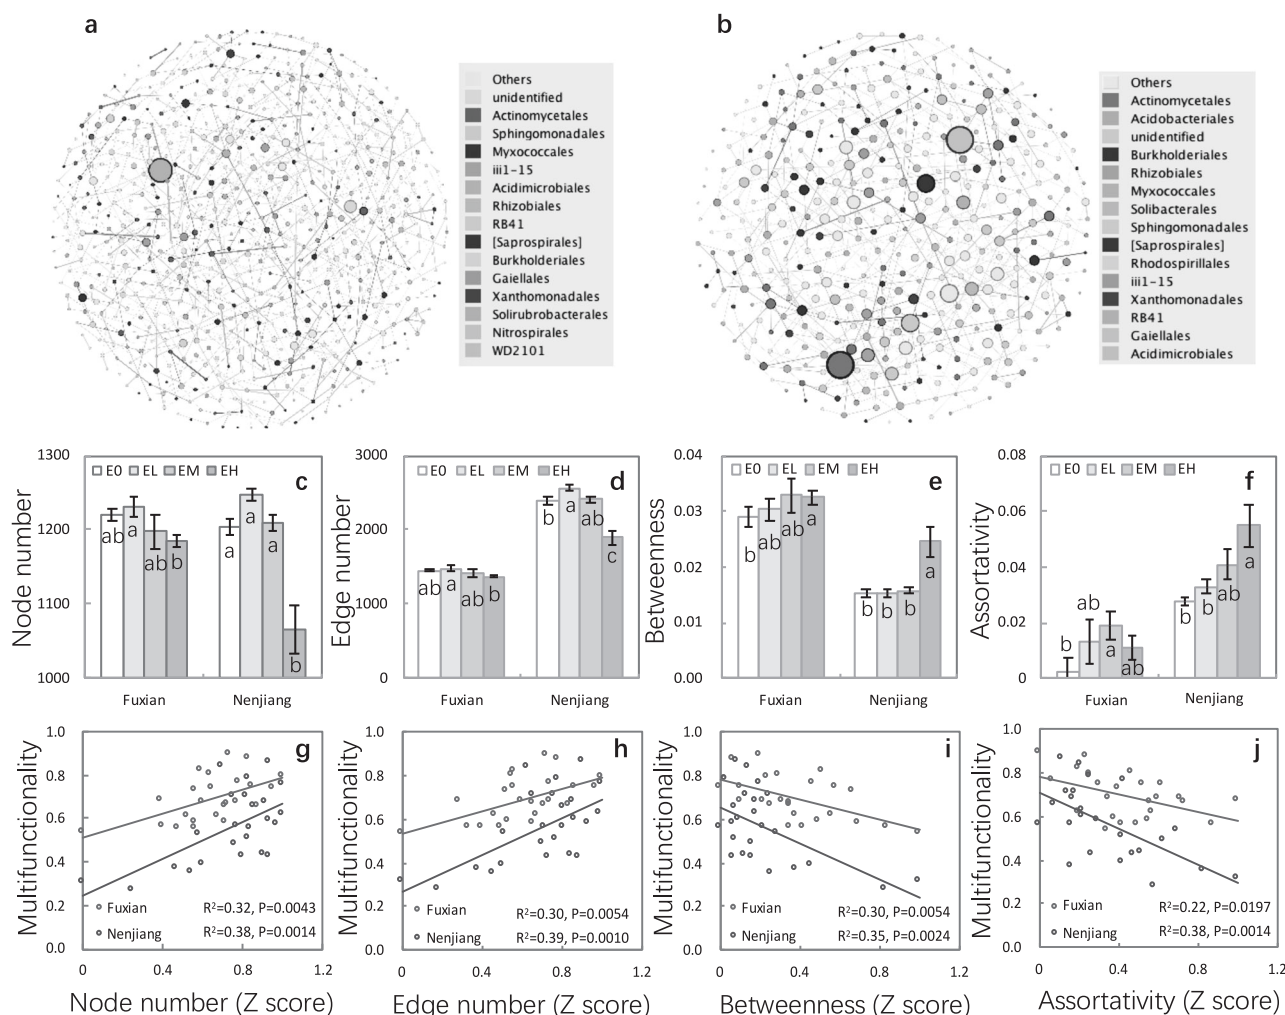 a
Others
unidentified
Actinomycetales
Sphingomonadales
Myxococcales
iii1-15
Acidimicrobiales
Rhizobiales
RB41
[Saprospirales]
Burkholderiales
Gaiellales
Xanthomonadales
Solirubrobacterales
Nitrospirales
WD2101
b
Others
Actinomycetales
Acidobacteriales
unidentified
Burkholderiales
Rhizobiales
Myxococcales
Solibacterales
Sphingomonadales
[Saprospirales]
Rhodospirillales
iii1-15
Xanthomonadales
RB41
Gaiellales
Acidimicrobiales
c
Node number
1300
1200
1100
1000
E0 EL EM EH
ab a ab b
a a a b
Fuxian Nenjiang
d
Edge number
3000
2000
1000
0
E0 EL EM EH
ab a ab b
b a ab c
Fuxian Nenjiang
e
Betweenness
0.04
0.03
0.02
0.01
0.00
E0 EL EM EH
b ab ab a
b b b a
Fuxian Nenjiang
f
Assortativity
0.08
0.06
0.04
0.02
0
E0 EL EM EH
b ab a ab
b b ab a
Fuxian Nenjiang
g
Multifunctionality
1.0
0.8
0.6
0.4
0.2
0.0
Fuxian R²=0.32, P=0.0043
Nenjiang R²=0.38, P=0.0014
0 0.4 0.8 1.2
Node number (Z score)
h
Multifunctionality
1.0
0.8
0.6
0.4
0.2
0.0
Fuxian R²=0.30, P=0.0054
Nenjiang R²=0.39, P=0.0010
0 0.4 0.8 1.2
Edge number (Z score)
i
Multifunctionality
1.0
0.8
0.6
0.4
0.2
0.0
Fuxian R²=0.30, P=0.0054
Nenjiang R²=0.35, P=0.0024
0 0.4 0.8 1.2
Betweenness (Z score)
j
Multifunctionality
1.0
0.8
0.6
0.4
0.2
0.0
Fuxian R²=0.22, P=0.0197
Nenjiang R²=0.38, P=0.0014
0 0.4 0.8 1.2
Assortativity (Z score)